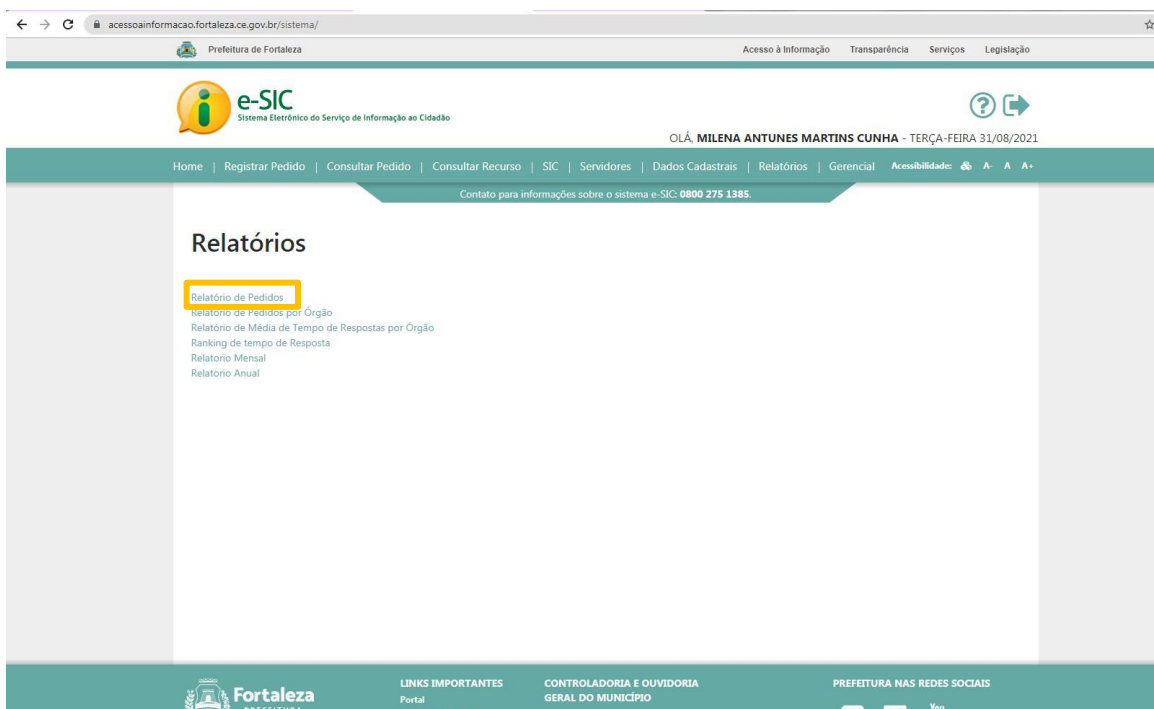 acessoainformacao.fortaleza.ce.gov.br/sistema/
Prefeitura de Fortaleza
Acesso à Informação Transparência Serviços Legislação
e-SIC
Sistema Eletrônico do Serviço de Informação ao Cidadão
OLÁ, MILENA ANTUNES MARTINS CUNHA - TERÇA-FEIRA 31/08/2021
Home | Registrar Pedido | Consultar Pedido | Consultar Recurso | SIC | Servidores | Dados Cadastrais | Relatórios | Gerencial Acessibilidade: A- A A+
Contato para informações sobre o sistema e-SIC: 0800 275 1385.
Relatórios
Relatório de Pedidos
Relatório de Pedidos por Órgão
Relatório de Média de Tempo de Respostas por Órgão
Ranking de tempo de Resposta
Relatorio Mensal
Relatorio Anual
Fortaleza
PREFEITURA
LINKS IMPORTANTES
Portal
CONTROLADORIA E OUVIDORIA
GERAL DO MUNICÍPIO
PREFEITURA NAS REDES SOCIAIS
You